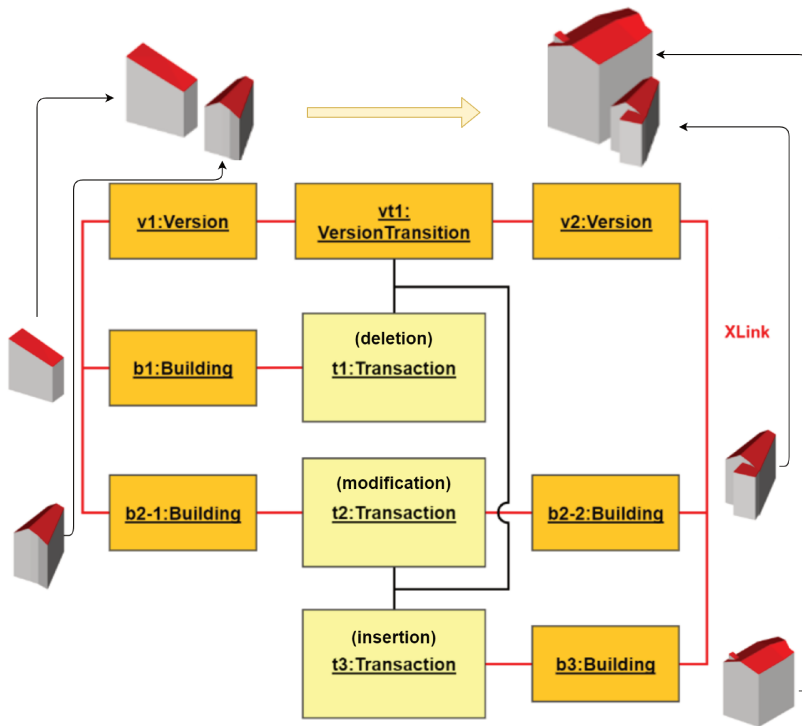 v1:Version
vt1:
VersionTransition
v2:Version
XLink
(deletion)
b1:Building
t1:Transaction
(modification)
b2-1:Building
t2:Transaction
b2-2:Building
(insertion)
t3:Transaction
b3:Building